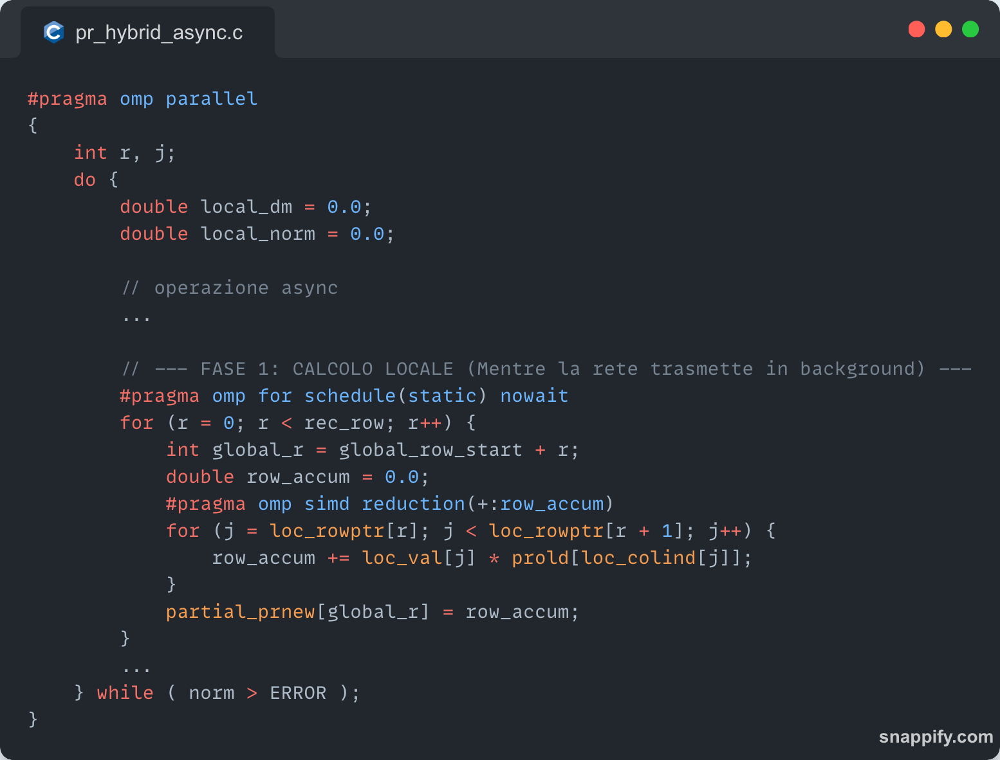 pr_hybrid_async.c
#pragma omp parallel
{
    int r, j;
    do {
        double local_dm = 0.0;
        double local_norm = 0.0;

        // operazione async
        ...

        // --- FASE 1: CALCOLO LOCALE (Mentre la rete trasmette in background) ---
        #pragma omp for schedule(static) nowait
        for (r = 0; r < rec_row; r++) {
            int global_r = global_row_start + r;
            double row_accum = 0.0;
            #pragma omp simd reduction(+:row_accum)
            for (j = loc_rowptr[r]; j < loc_rowptr[r + 1]; j++) {
                row_accum += loc_val[j] * prold[loc_colind[j]];
            }
            partial_prnew[global_r] = row_accum;
        }
        ...
    } while ( norm > ERROR );
}
snappify.com